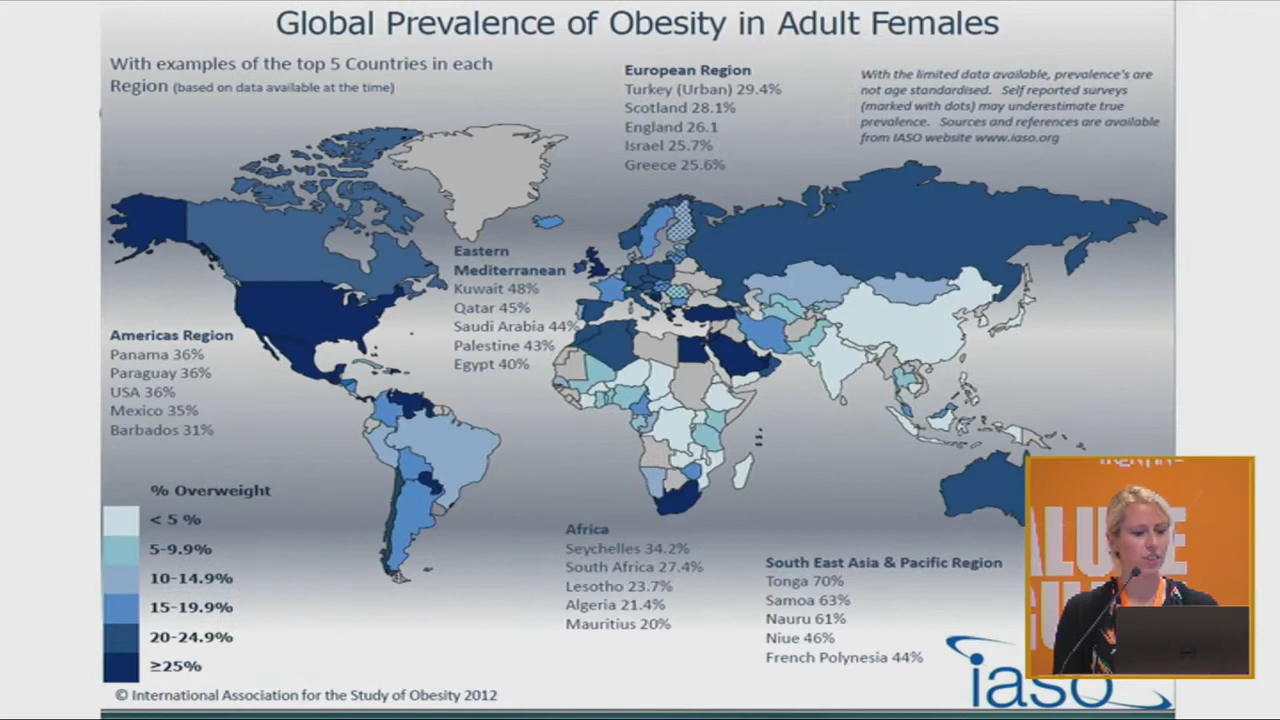 Global Prevalence of Obesity in Adult Females
With examples of the top 5 Countries in each
Region (based on data available at the time)
European Region
Turkey (Urban) 29.4%
Scotland 28.1%
England 26.1
Israel 25.7%
Greece 25.6%
With the limited data available, prevalence's are
not age standardised. Self reported surveys
(marked with dots) may underestimate true
prevalence. Sources and references are available
from IASO website www.iaso.org
Eastern
Mediterranean
Kuwait 48%
Qatar 45%
Saudi Arabia 44%
Palestine 43%
Egypt 40%
Americas Region
Panama 36%
Paraguay 36%
USA 36%
Mexico 35%
Barbados 31%
% Overweight
< 5 %
5-9.9%
10-14.9%
15-19.9%
20-24.9%
≥25%
Africa
Seychelles 34.2%
South Africa 27.4%
Lesotho 23.7%
Algeria 21.4%
Mauritius 20%
South East Asia & Pacific Region
Tonga 70%
Samoa 63%
Nauru 61%
Niue 46%
French Polynesia 44%
iaso
© International Association for the Study of Obesity 2012